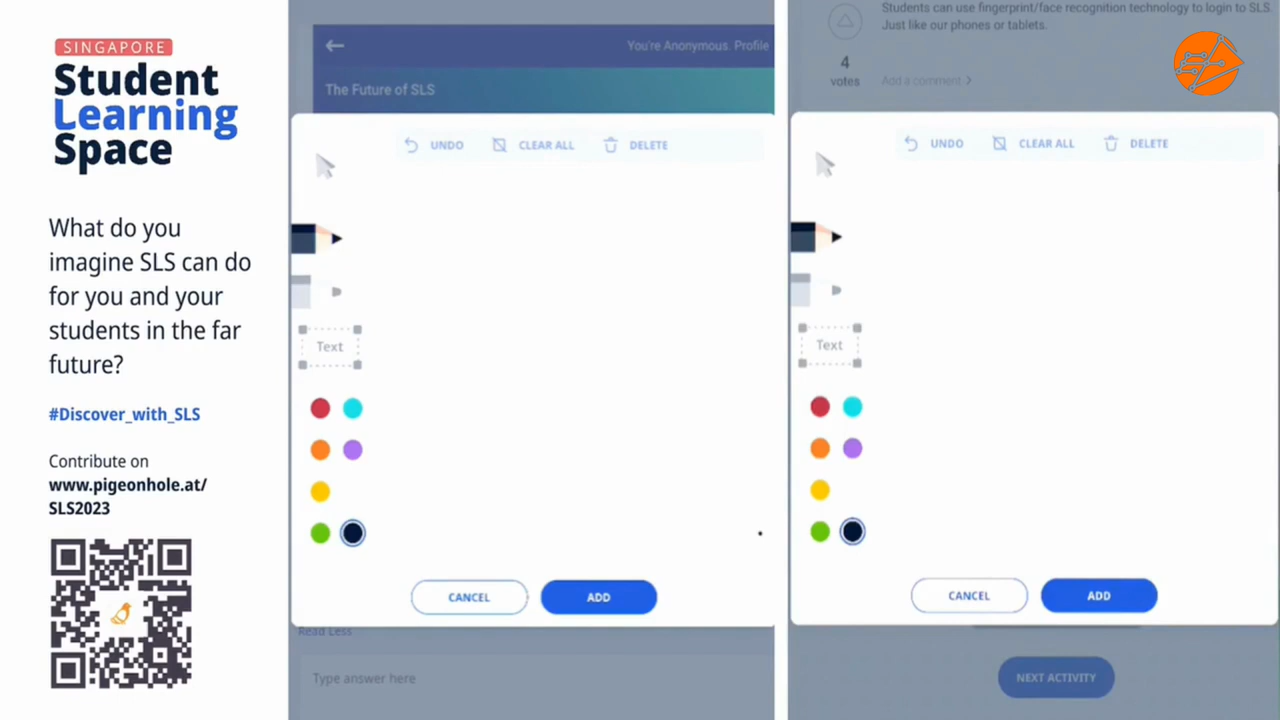 SINGAPORE
Student
Learning
Space
What do you
imagine SLS can do
for you and your
students in the far
future?
#Discover_with_SLS
Contribute on
www.pigeonhole.at/
SLS2023
You're Anonymous. Profile
The Future of SLS
UNDO CLEAR ALL DELETE
Text
CANCEL ADD
Read Less
Type answer here
Students can use fingerprint/face recognition technology to login to SLS.
Just like our phones or tablets.
4
votes
Add a comment
UNDO CLEAR ALL DELETE
Text
CANCEL ADD
NEXT ACTIVITY